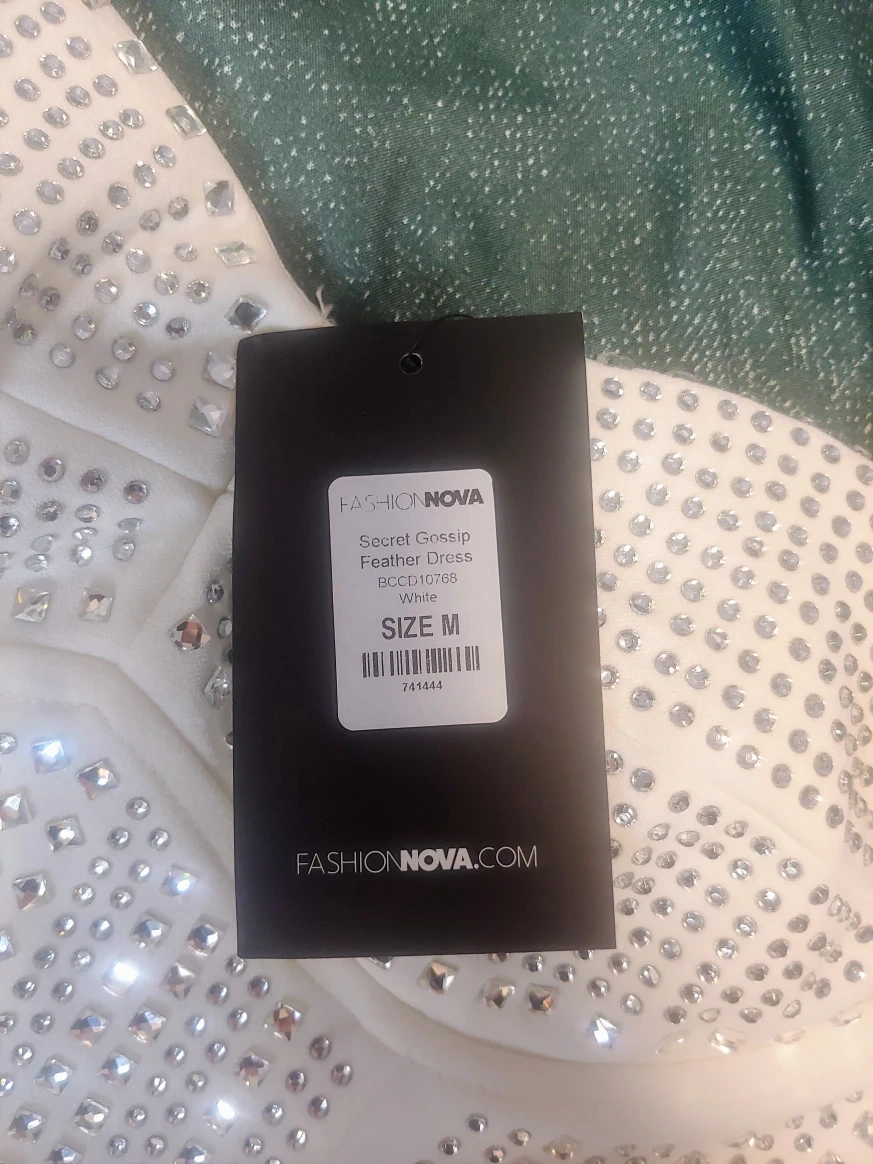 FASHIONNOVA
Secret Gossip
Feather Dress
BCCD10768
White
SIZE M
741444
FASHIONNOVA.COM